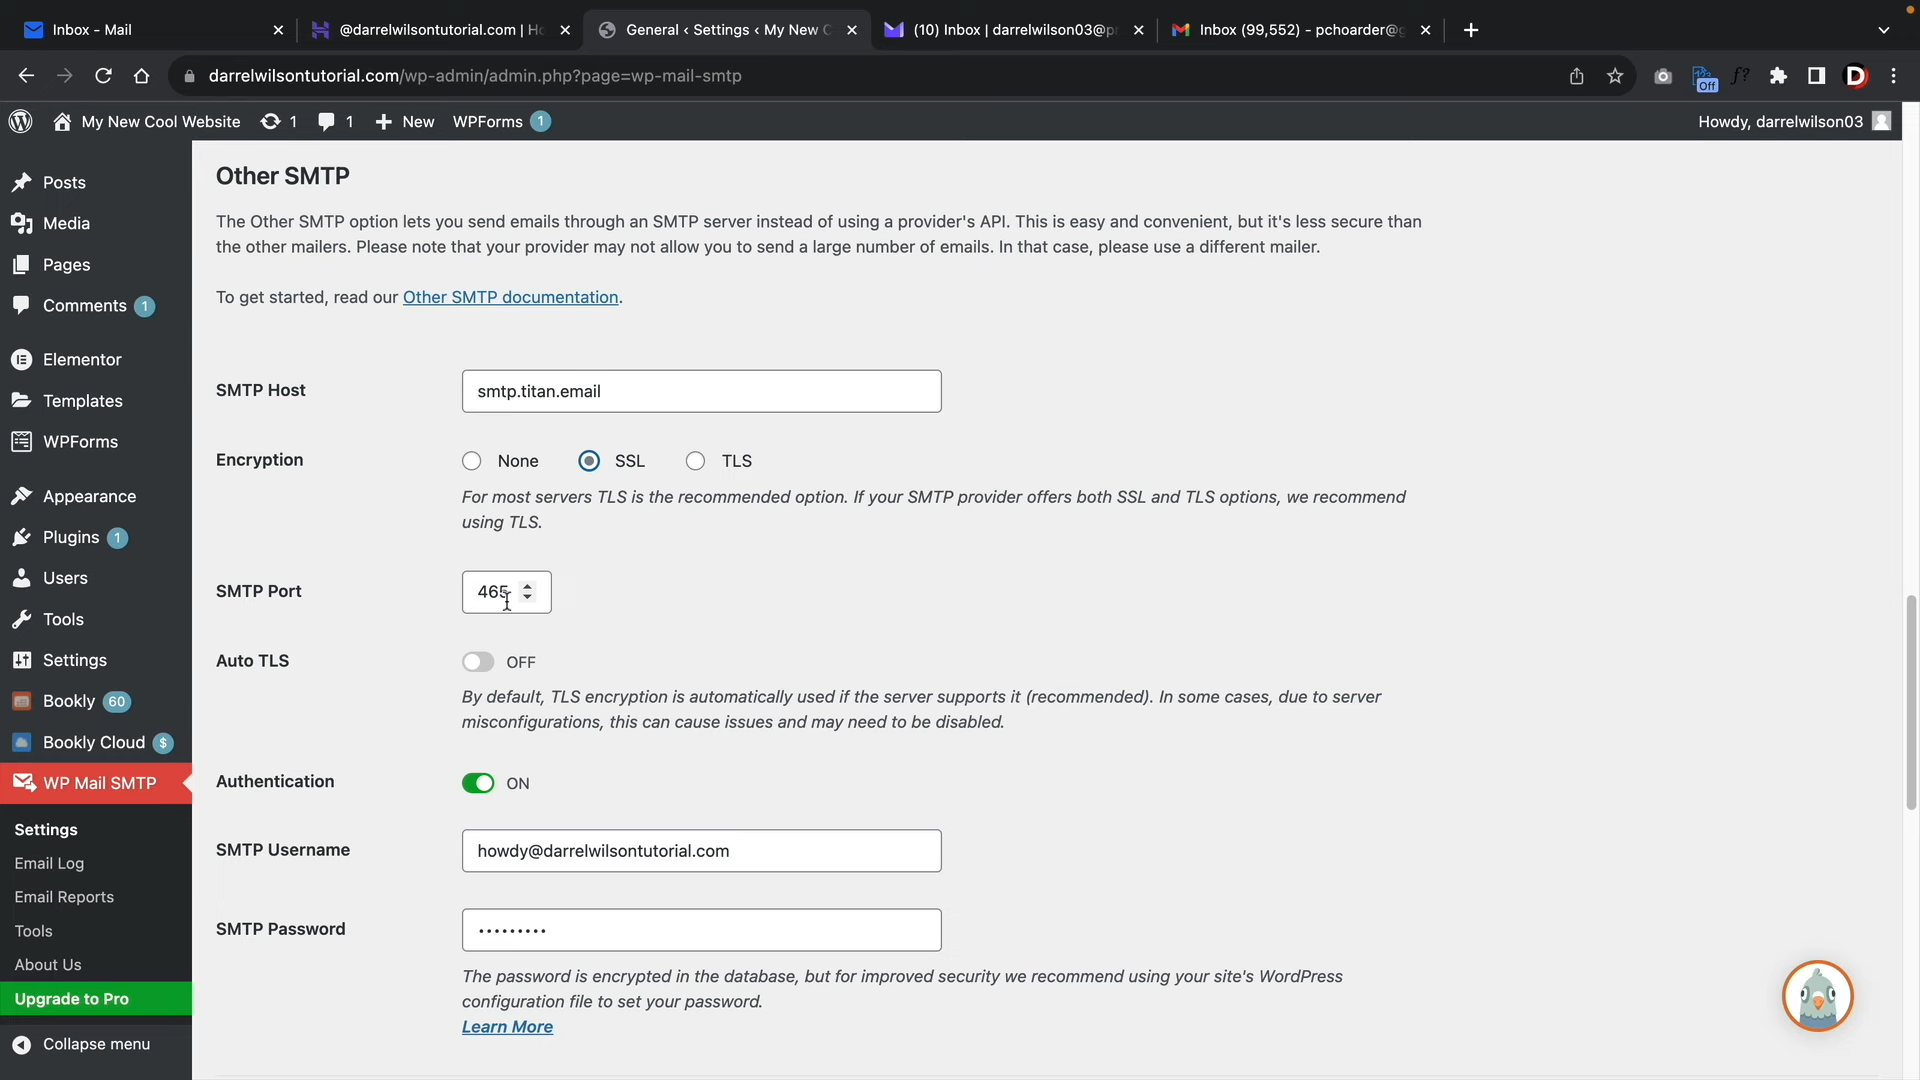 Inbox - Mail
@darrelwilsontutorial.com | Ho
General ‹ Settings ‹ My New C
(10) Inbox | darrelwilson03@pr
Inbox (99,552) - pchoarder@g
darrelwilsontutorial.com/wp-admin/admin.php?page=wp-mail-smtp
Off
f?
D
My New Cool Website
1
1
New
WPForms 1
Howdy, darrelwilson03
Posts
Media
Pages
Comments 1
Elementor
Templates
WPForms
Appearance
Plugins 1
Users
Tools
Settings
Bookly 60
Bookly Cloud $
WP Mail SMTP
Settings
Email Log
Email Reports
Tools
About Us
Upgrade to Pro
Collapse menu
Other SMTP
The Other SMTP option lets you send emails through an SMTP server instead of using a provider's API. This is easy and convenient, but it's less secure than
the other mailers. Please note that your provider may not allow you to send a large number of emails. In that case, please use a different mailer.
To get started, read our Other SMTP documentation.
SMTP Host
smtp.titan.email
Encryption
None
SSL
TLS
For most servers TLS is the recommended option. If your SMTP provider offers both SSL and TLS options, we recommend
using TLS.
SMTP Port
465
Auto TLS
OFF
By default, TLS encryption is automatically used if the server supports it (recommended). In some cases, due to server
misconfigurations, this can cause issues and may need to be disabled.
Authentication
ON
SMTP Username
howdy@darrelwilsontutorial.com
SMTP Password
•••••••••
The password is encrypted in the database, but for improved security we recommend using your site's WordPress
configuration file to set your password.
Learn More